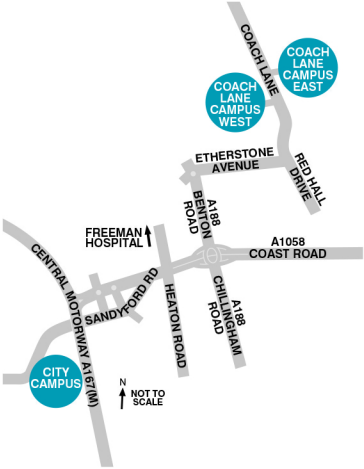 COACH LANE
COACH
LANE
CAMPUS
EAST
COACH
LANE
CAMPUS
WEST
ETHERSTONE
AVENUE
RED HALL
DRIVE
A188
BENTON
ROAD
FREEMAN
HOSPITAL
A1058
COAST ROAD
CENTRAL MOTORWAY A167(M)
SANDYFORD RD
HEATON ROAD
A188
CHILLINGHAM
ROAD
CITY
CAMPUS
N
NOT TO
SCALE